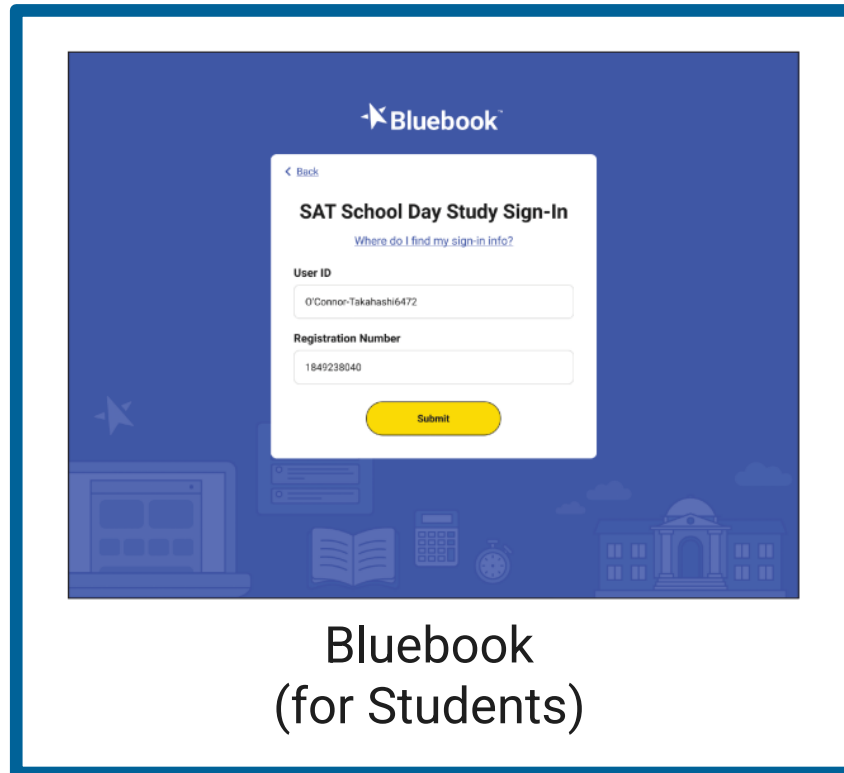 Bluebook™
Back
SAT School Day Study Sign-In
Where do I find my sign-in info?
User ID
O'Connor-Takahashi6472
Registration Number
1849238040
Submit
Bluebook
(for Students)